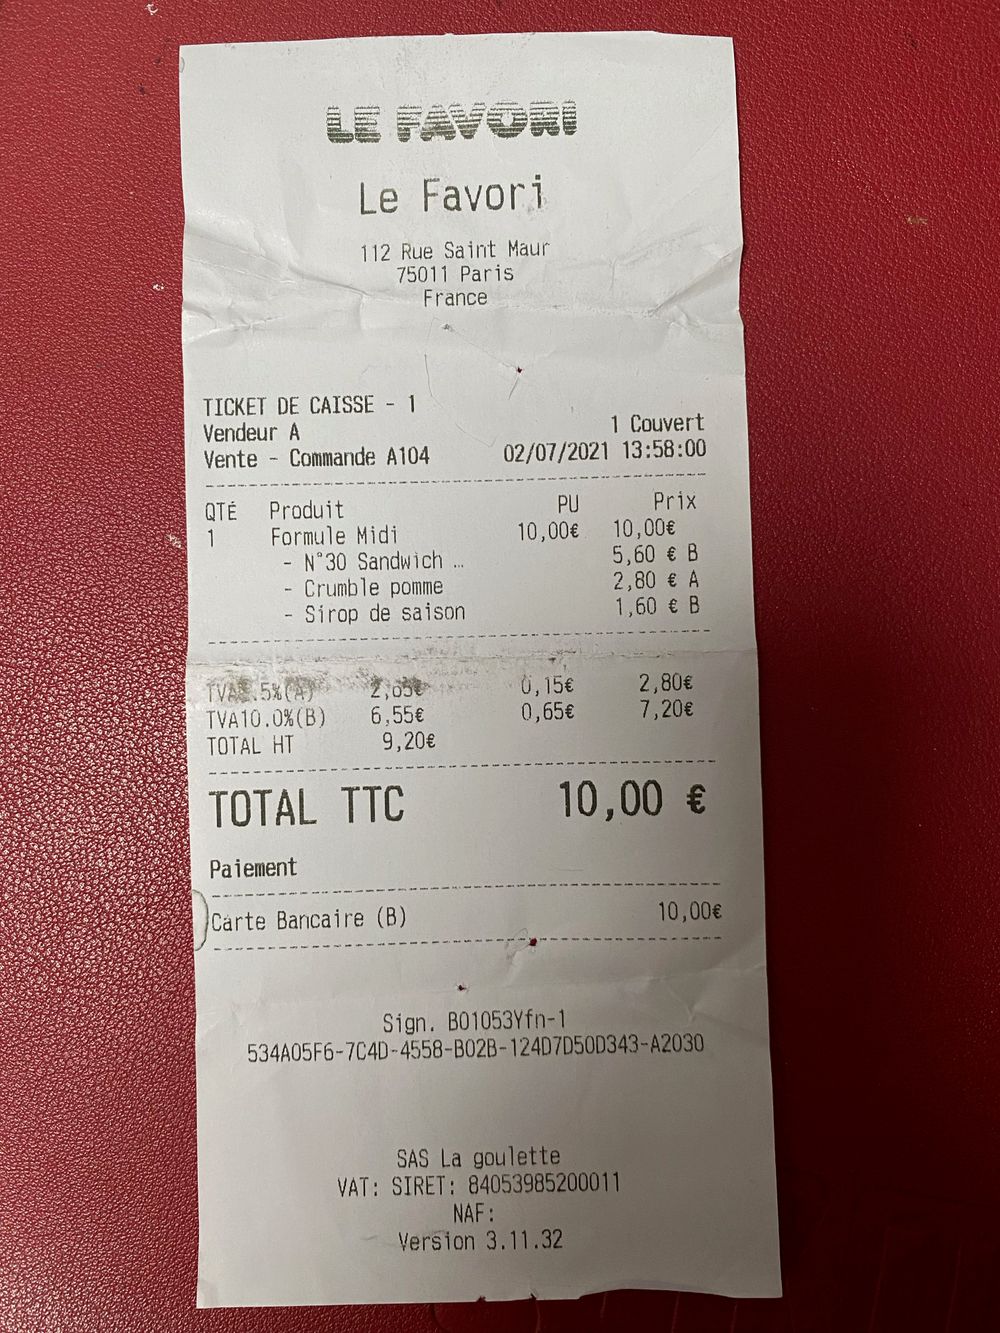 LE FAVORI
Le Favori
112 Rue Saint Maur
75011 Paris
France
TICKET DE CAISSE - 1
Vendeur A 1 Couvert
Vente - Commande A104 02/07/2021 13:58:00
QTÉ Produit PU Prix
1 Formule Midi 10,00€ 10,00€
- N°30 Sandwich ... 5,60 € B
- Crumble pomme 2,80 € A
- Sirop de saison 1,60 € B
TVA5.5%(A) 2,65€ 0,15€ 2,80€
TVA10.0%(B) 6,55€ 0,65€ 7,20€
TOTAL HT 9,20€
TOTAL TTC 10,00 €
Paiement
Carte Bancaire (B) 10,00€
Sign. B01053Yfn-1
534A05F6-7C4D-4558-B02B-124D7D50D343-A2030
SAS La goulette
VAT: SIRET: 84053985200011
NAF:
Version 3.11.32